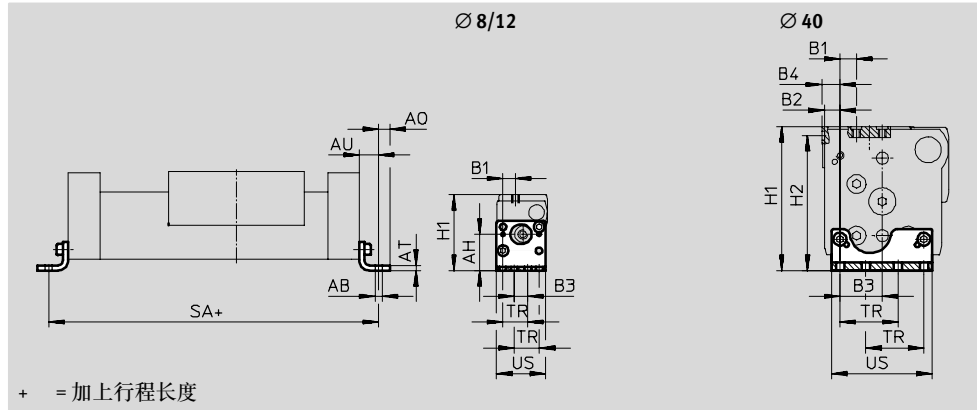 ⌀ 8/12
⌀ 40
B1
B4
B2
AO
AU
B1
H1
H2
H1
AH
AT
AB
B3
B3
SA+
TR
TR
TR
TR
US
US
+ = 加上行程长度